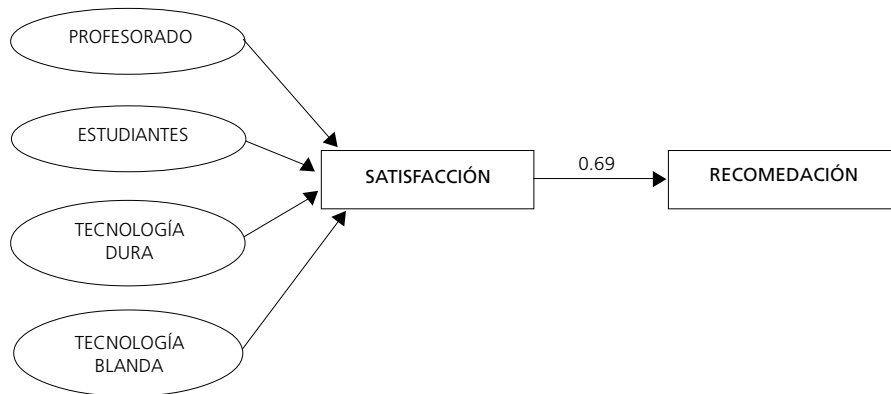 PROFESORADO
ESTUDIANTES
TECNOLOGÍA
DURA
TECNOLOGÍA
BLANDA
SATISFACCIÓN
0.69
RECOMEDACIÓN